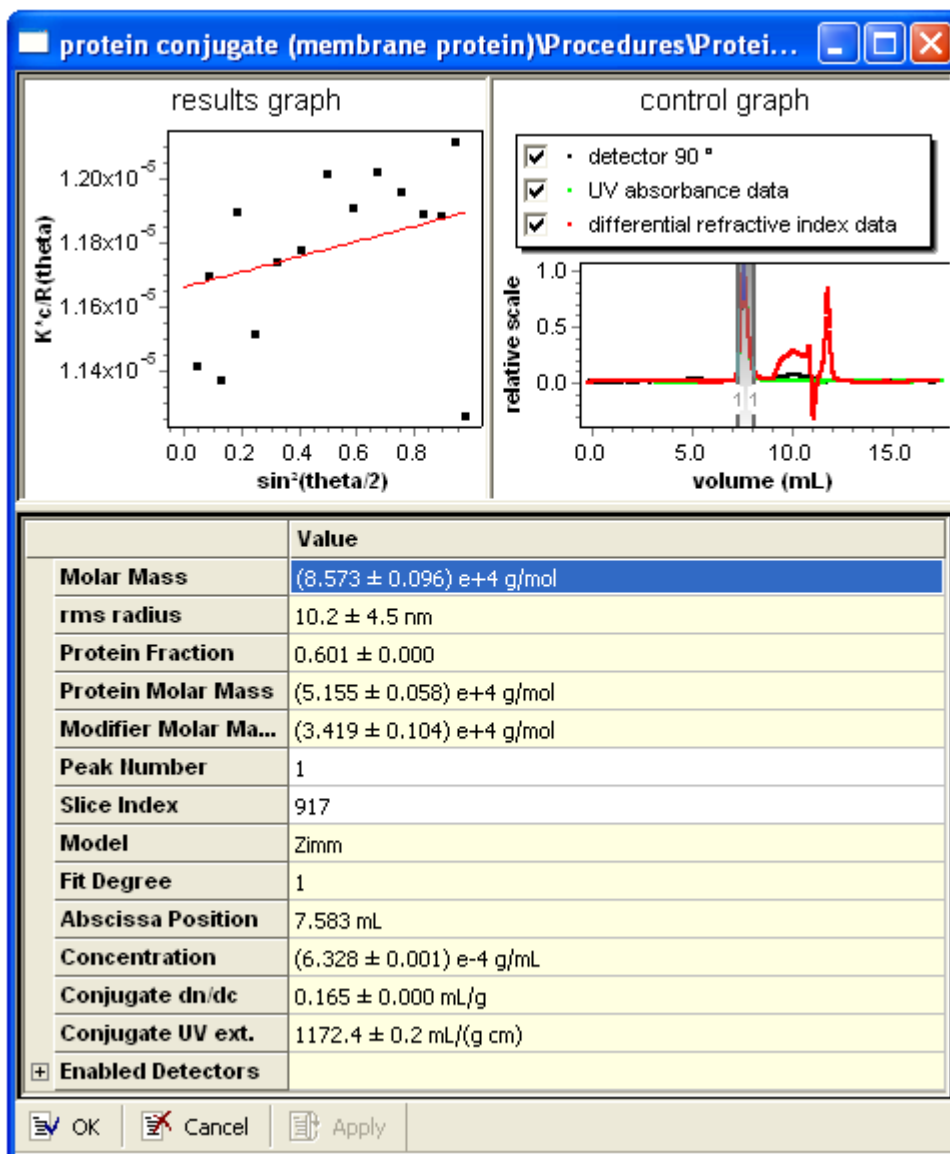 protein conjugate (membrane protein)\Procedures\Protei...
results graph
K*c/R(theta)
1.20x10⁻⁵
1.18x10⁻⁵
1.16x10⁻⁵
1.14x10⁻⁵
0.0 0.2 0.4 0.6 0.8
sin²(theta/2)
control graph
detector 90 °
UV absorbance data
differential refractive index data
relative scale
1.0
0.5
0.0
1 1
0.0 5.0 10.0 15.0
volume (mL)
Value
Molar Mass (8.573 ± 0.096) e+4 g/mol
rms radius 10.2 ± 4.5 nm
Protein Fraction 0.601 ± 0.000
Protein Molar Mass (5.155 ± 0.058) e+4 g/mol
Modifier Molar Ma... (3.419 ± 0.104) e+4 g/mol
Peak Number 1
Slice Index 917
Model Zimm
Fit Degree 1
Abscissa Position 7.583 mL
Concentration (6.328 ± 0.001) e-4 g/mL
Conjugate dn/dc 0.165 ± 0.000 mL/g
Conjugate UV ext. 1172.4 ± 0.2 mL/(g cm)
Enabled Detectors
OK Cancel Apply